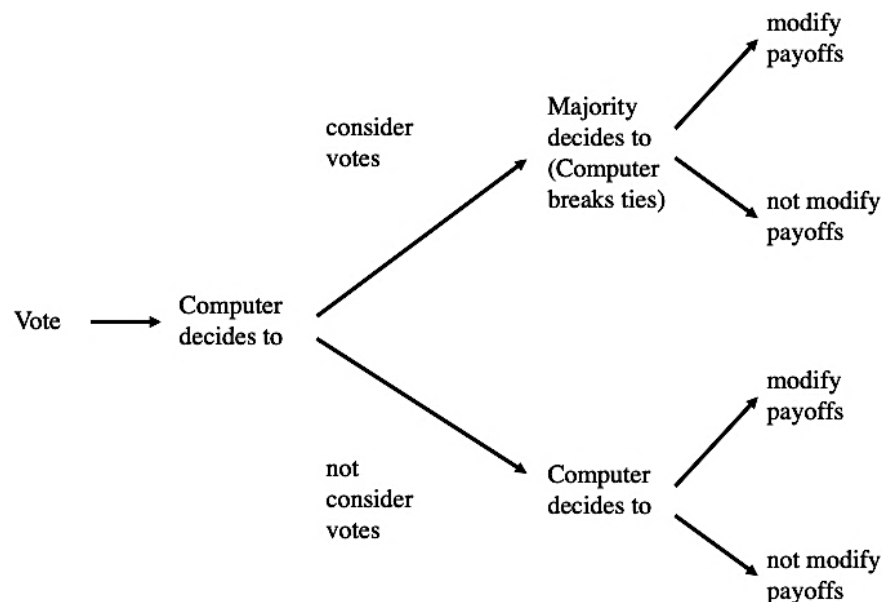 modify
payoffs
consider
votes
Majority
decides to
(Computer
breaks ties)
not modify
payoffs
Vote
Computer
decides to
modify
payoffs
not
consider
votes
Computer
decides to
not modify
payoffs